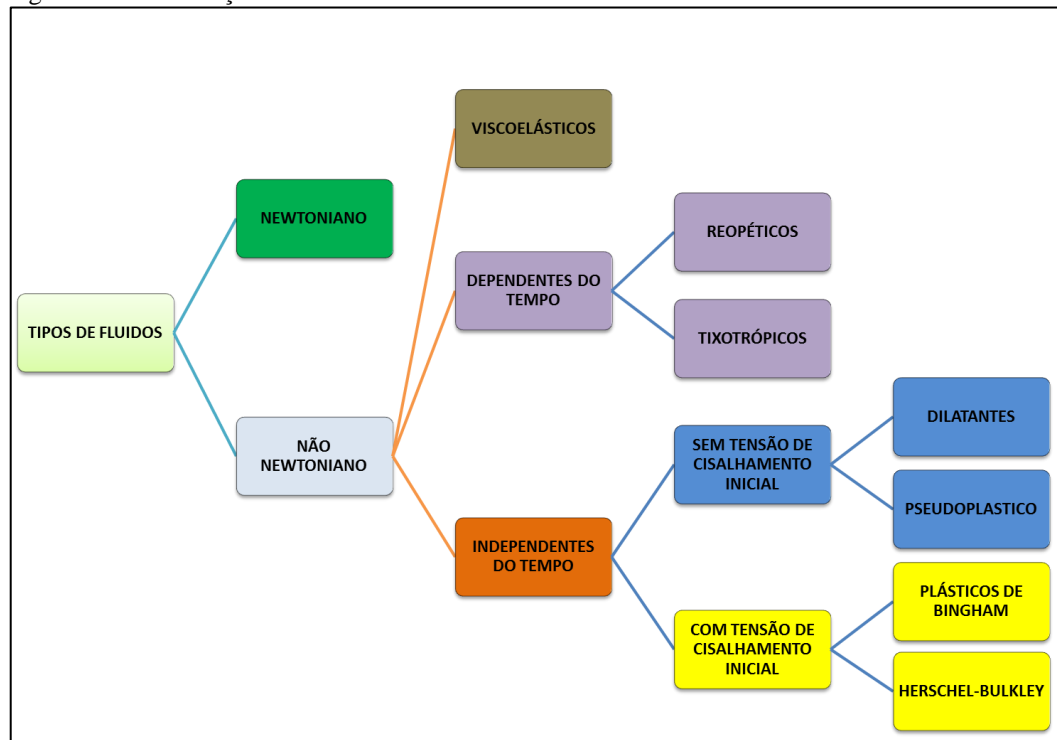 VISCOELÁSTICOS
NEWTONIANO
REOPÉTICOS
DEPENDENTES DO
TEMPO
TIPOS DE FLUIDOS
TIXOTRÓPICOS
NÃO
NEWTONIANO
SEM TENSÃO DE
CISALHAMENTO
INICIAL
DILATANTES
PSEUDOPLASTICO
INDEPENDENTES
DO TEMPO
COM TENSÃO DE
CISALHAMENTO
INICIAL
PLÁSTICOS DE
BINGHAM
HERSCHEL-BULKLEY